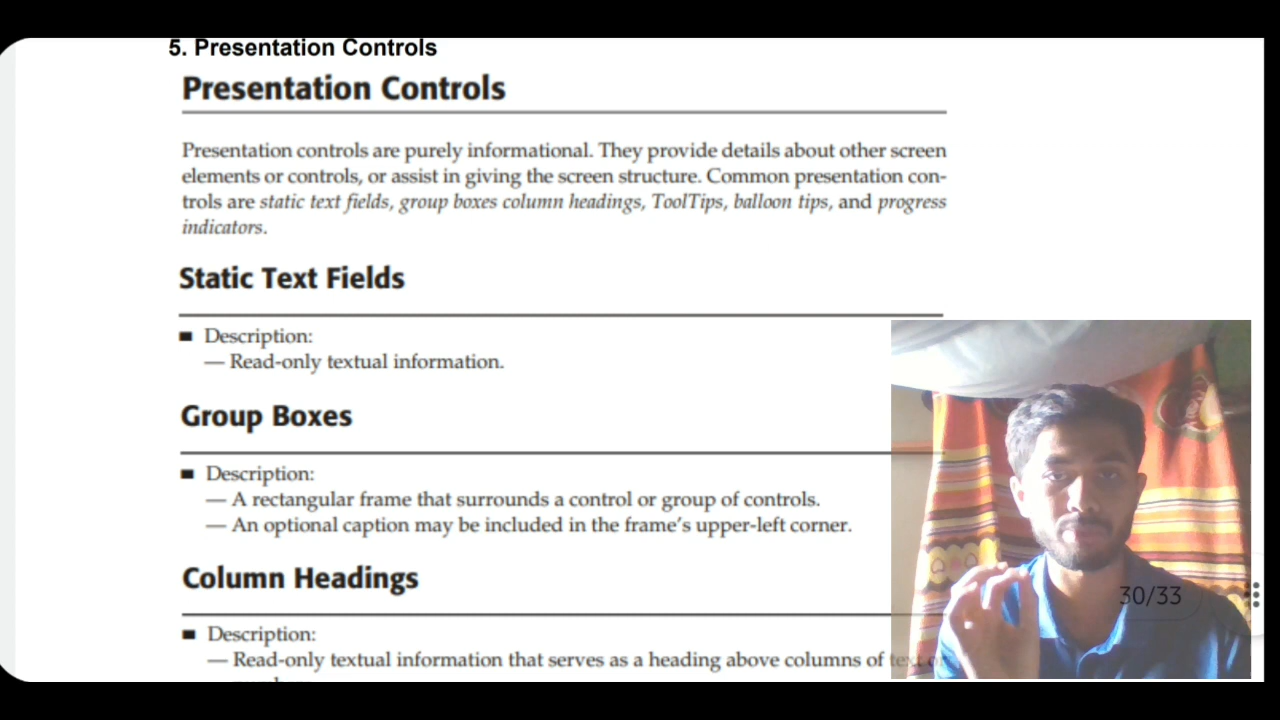 5. Presentation Controls
Presentation Controls
Presentation controls are purely informational. They provide details about other screen
elements or controls, or assist in giving the screen structure. Common presentation con-
trols are static text fields, group boxes column headings, ToolTips, balloon tips, and progress
indicators.
Static Text Fields
■ Description:
— Read-only textual information.
Group Boxes
■ Description:
— A rectangular frame that surrounds a control or group of controls.
— An optional caption may be included in the frame's upper-left corner.
Column Headings
■ Description:
— Read-only textual information that serves as a heading above columns of text or
30/33